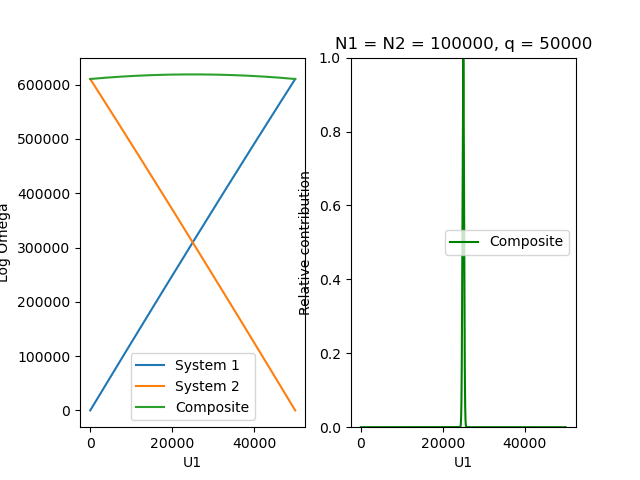 N1 = N2 = 100000, q = 50000
Log Omega
600000
500000
400000
300000
200000
100000
0
System 1
System 2
Composite
0 20000 40000
U1
Relative contribution
1.0
0.8
0.6
0.4
0.2
0.0
Composite
0 20000 40000
U1